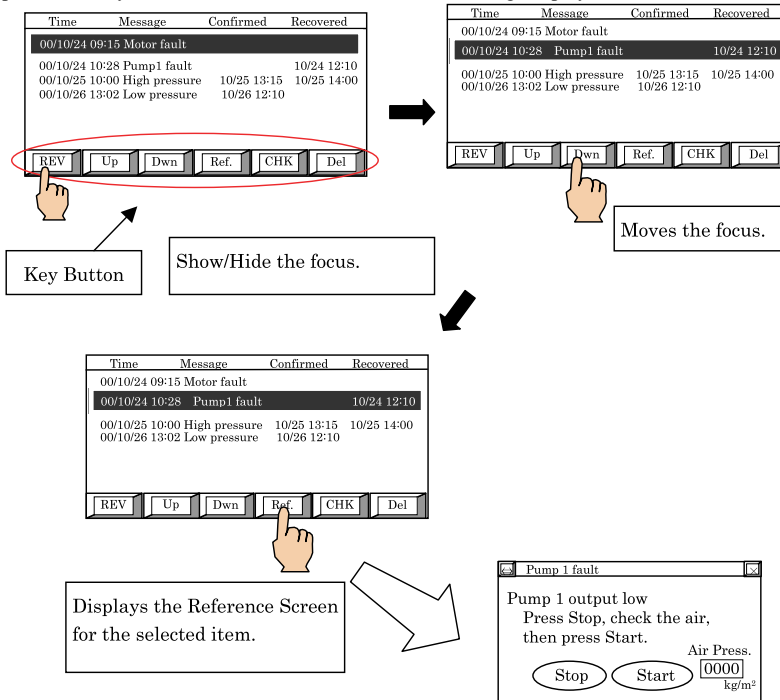 Time Message Confirmed Recovered
00/10/24 09:15 Motor fault
00/10/24 10:28 Pump1 fault 10/24 12:10
00/10/25 10:00 High pressure 10/25 13:15 10/25 14:00
00/10/26 13:02 Low pressure 10/26 12:10
REV Up Dwn Ref. CHK Del
Key Button
Show/Hide the focus.
Time Message Confirmed Recovered
00/10/24 09:15 Motor fault
00/10/24 10:28 Pump1 fault 10/24 12:10
00/10/25 10:00 High pressure 10/25 13:15 10/25 14:00
00/10/26 13:02 Low pressure 10/26 12:10
REV Up Dwn Ref. CHK Del
Moves the focus.
Time Message Confirmed Recovered
00/10/24 09:15 Motor fault
00/10/24 10:28 Pump1 fault 10/24 12:10
00/10/25 10:00 High pressure 10/25 13:15 10/25 14:00
00/10/26 13:02 Low pressure 10/26 12:10
REV Up Dwn Ref. CHK Del
Displays the Reference Screen
for the selected item.
Pump 1 fault
Pump 1 output low
Press Stop, check the air,
then press Start.
Air Press.
Stop Start 0000
kg/m²